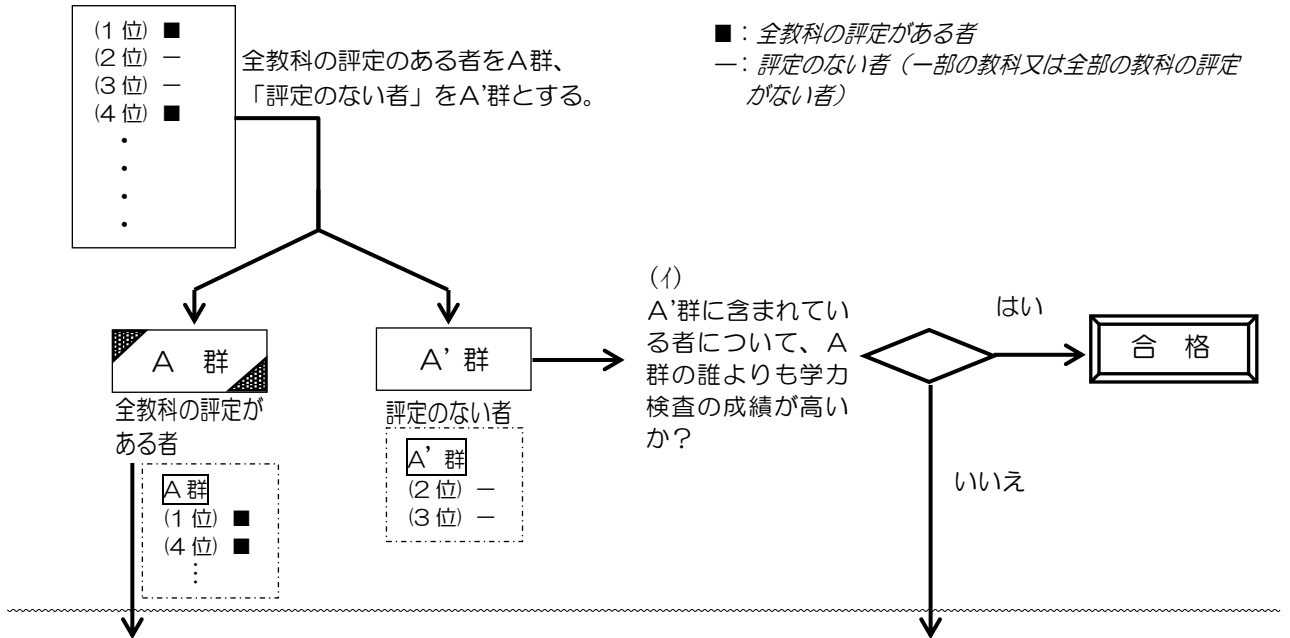 (1 位) ■
(2 位) －
(3 位) －
(4 位) ■
・
・
・
・
全教科の評定のある者をA群、
「評定のない者」をA'群とする。
■：全教科の評定がある者
－：評定のない者（一部の教科又は全部の教科の評定
がない者）
A 群
全教科の評定が
ある者
A 群
(1 位) ■
(4 位) ■
⋮
A’ 群
評定のない者
A’ 群
(2 位) －
(3 位) －
(ｲ)
A'群に含まれてい
る者について、A
群の誰よりも学力
検査の成績が高い
か？
はい
合 格
いいえ